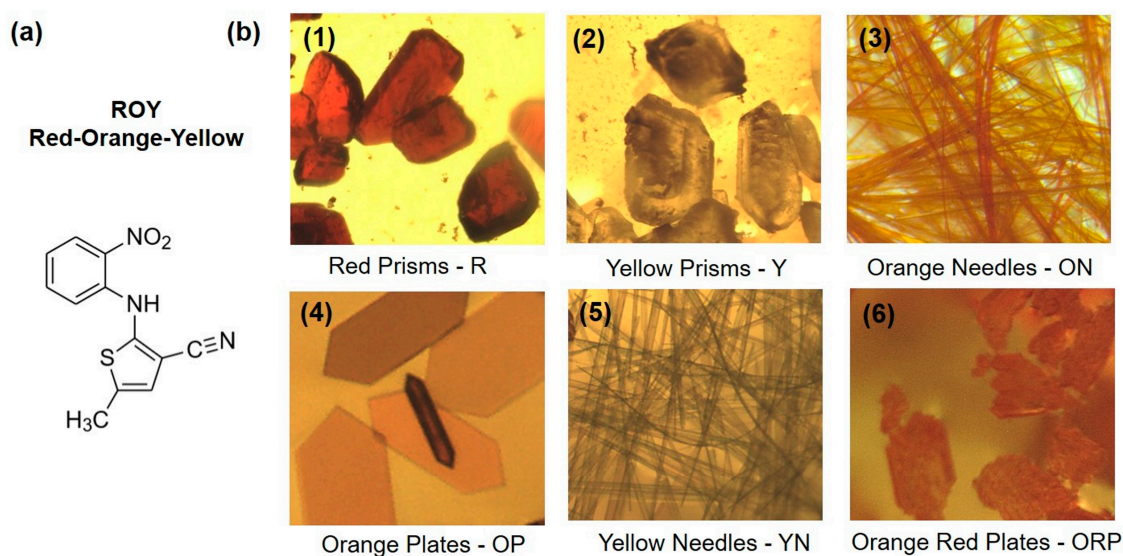 (a)
ROY
Red-Orange-Yellow
NO2
NH
S
C≡N
H3C
(b)
(1)
Red Prisms - R
(2)
Yellow Prisms - Y
(3)
Orange Needles - ON
(4)
Orange Plates - OP
(5)
Yellow Needles - YN
(6)
Orange Red Plates - ORP